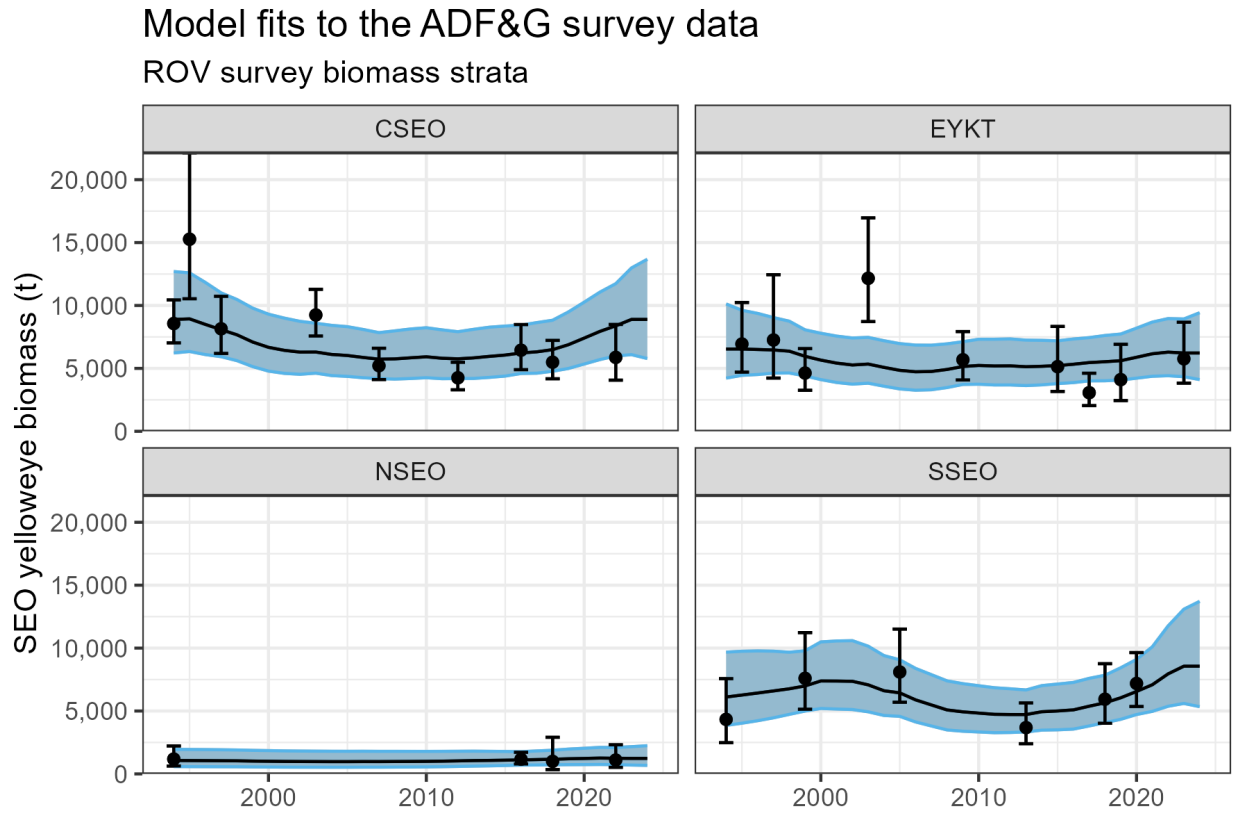 Model fits to the ADF&G survey data
ROV survey biomass strata
CSEO
EYKT
20,000
15,000
10,000
5,000
0
NSEO
SSEO
20,000
15,000
10,000
5,000
0
2000
2010
2020
2000
2010
2020
SEO yelloweye biomass (t)